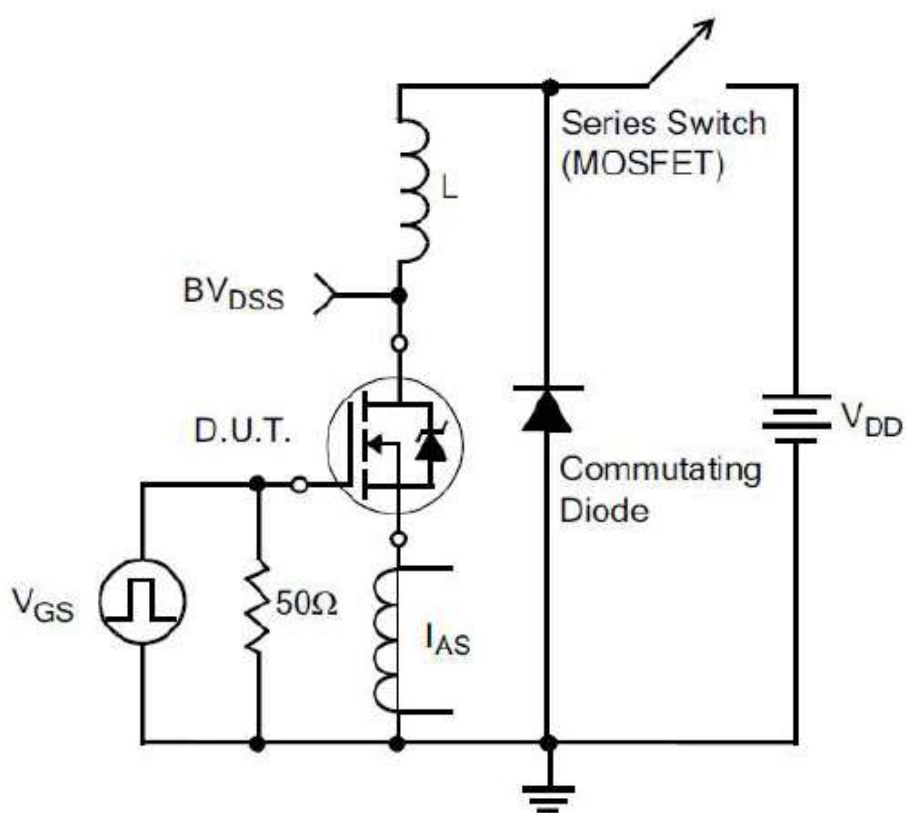 Series Switch
(MOSFET)
L
BVDSS
D.U.T.
VDD
Commutating
Diode
VGS
50Ω
IAS